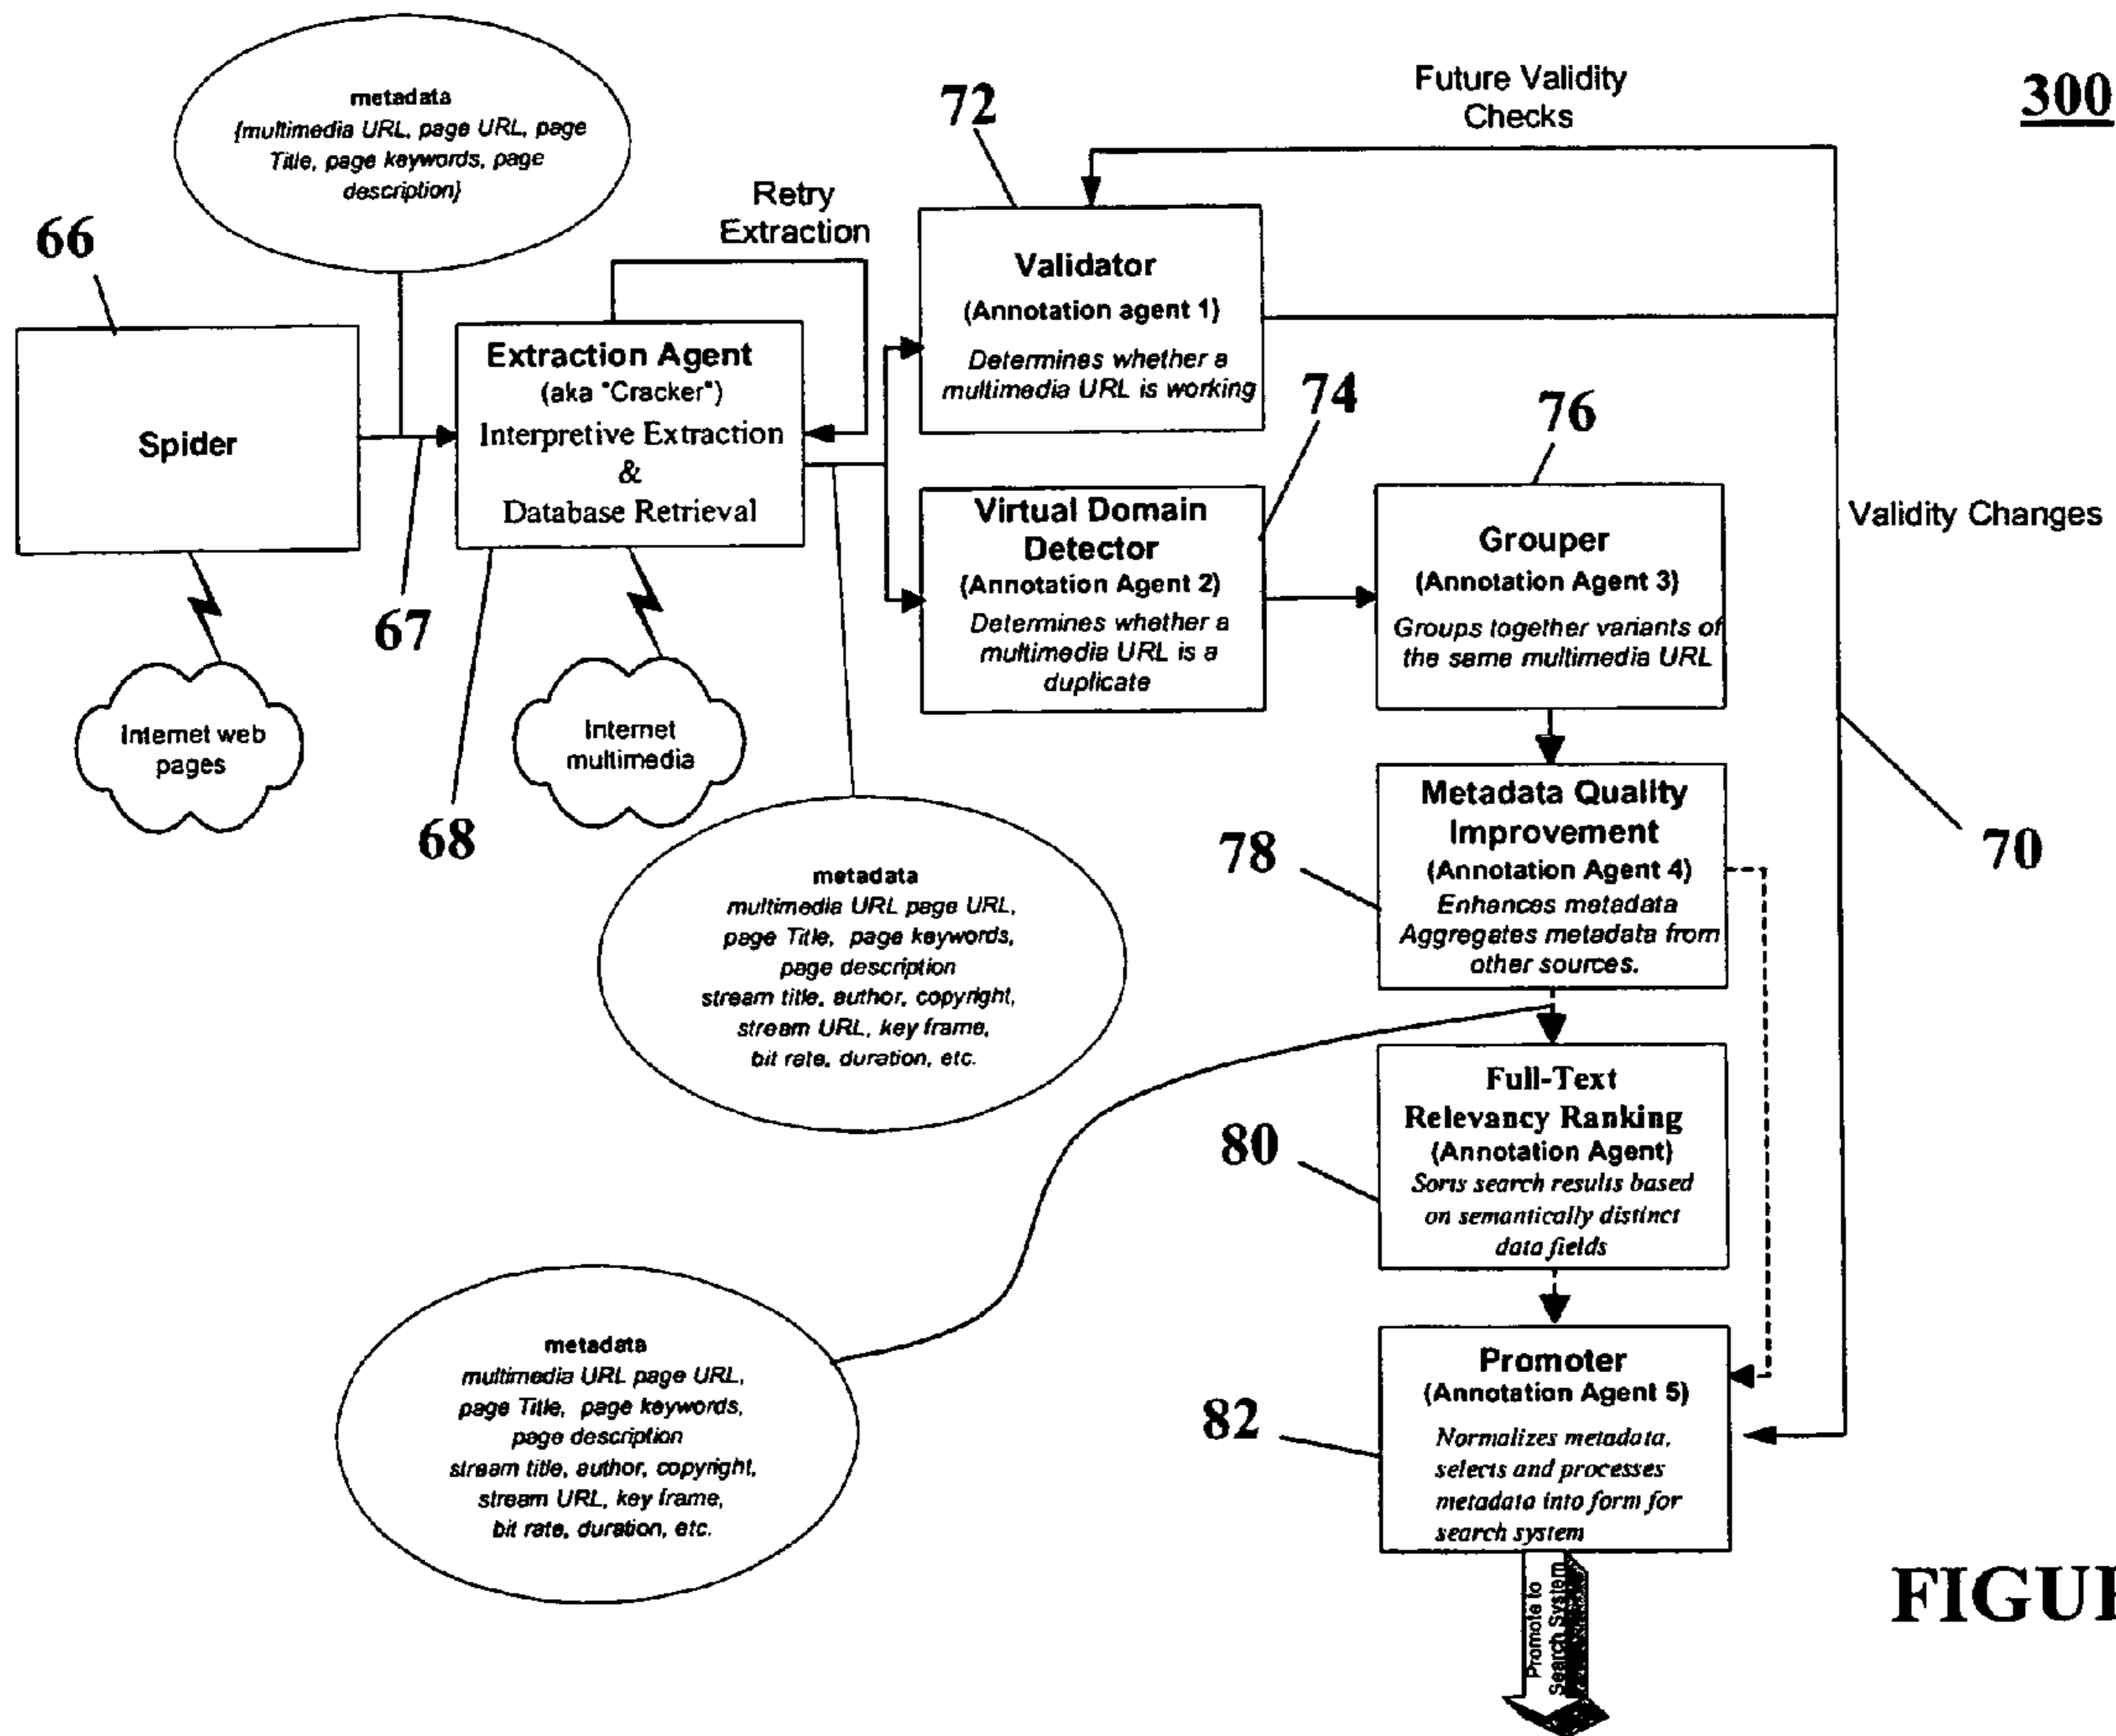 300
metadata
{multimedia URL, page URL, page
Title, page keywords, page
description}
66
Spider
Internet web
pages
67
Retry
Extraction
Extraction Agent
(aka "Cracker")
Interpretive Extraction
&
Database Retrieval
68
Internet
multimedia
Future Validity
Checks
72
Validator
(Annotation agent 1)
Determines whether a
multimedia URL is working
74
Virtual Domain
Detector
(Annotation Agent 2)
Determines whether a
multimedia URL is a
duplicate
76
Grouper
(Annotation Agent 3)
Groups together variants of
the same multimedia URL
Validity Changes
70
metadata
multimedia URL page URL,
page Title, page keywords,
page description
stream title, author, copyright,
stream URL, key frame,
bit rate, duration, etc.
78
Metadata Quality
Improvement
(Annotation Agent 4)
Enhances metadata
Aggregates metadata from
other sources.
80
Full-Text
Relevancy Ranking
(Annotation Agent)
Sorts search results based
on semantically distinct
data fields
metadata
multimedia URL page URL,
page Title, page keywords,
page description
stream title, author, copyright,
stream URL, key frame,
bit rate, duration, etc.
82
Promoter
(Annotation Agent 5)
Normalizes metadata,
selects and processes
metadata into form for
search system
Promote to
Search System